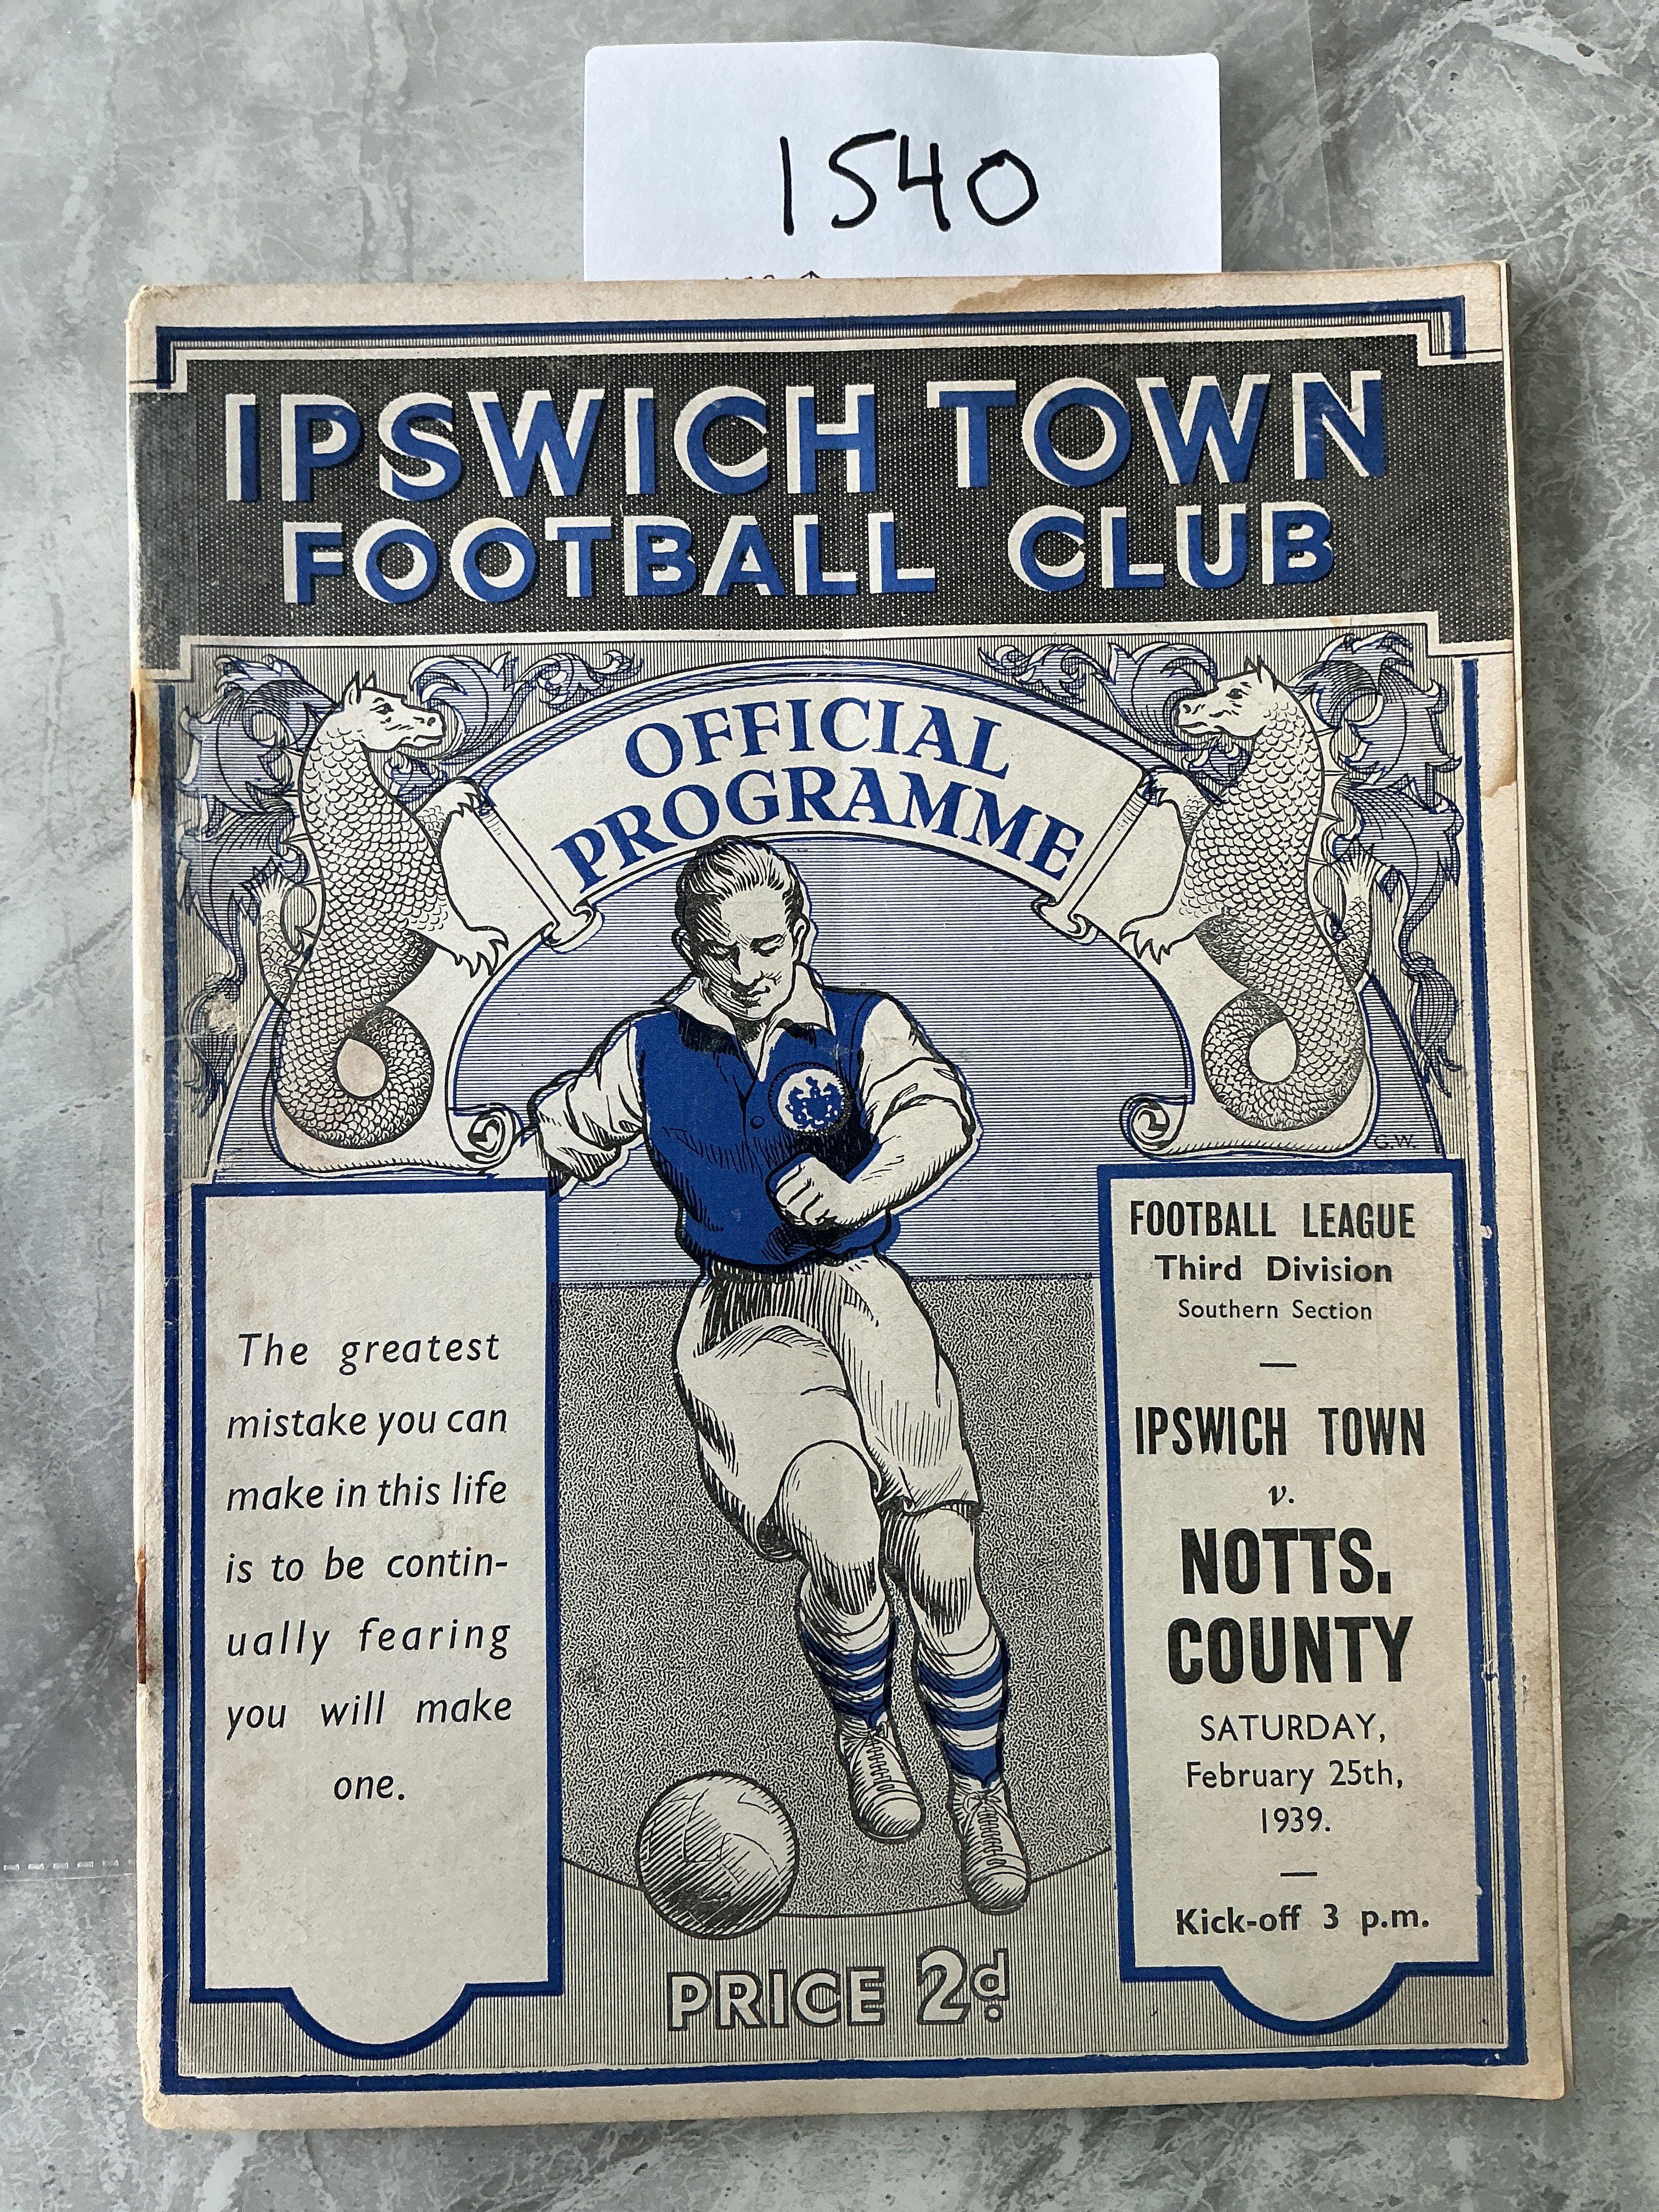 1540
IPSWICH TOWN
FOOTBALL CLUB
OFFICIAL
PROGRAMME
G.W.
The greatest
mistake you can
make in this life
is to be contin-
ually fearing
you will make
one.
FOOTBALL LEAGUE
Third Division
Southern Section
IPSWICH TOWN
v.
NOTTS.
COUNTY
SATURDAY,
February 25th,
1939.
Kick-off 3 p.m.
PRICE 2d.